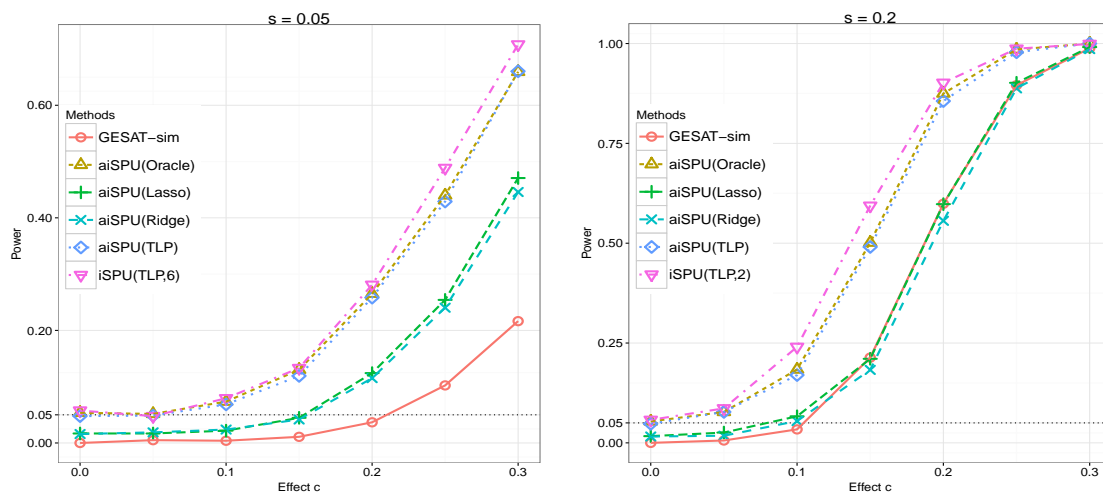 s = 0.05
Power
0.60
0.40
0.20
0.05
0.00
Methods
GESAT−sim
aiSPU(Oracle)
aiSPU(Lasso)
aiSPU(Ridge)
aiSPU(TLP)
iSPU(TLP,6)
0.0
0.1
0.2
0.3
Effect c
s = 0.2
Power
1.00
0.75
0.50
0.25
0.05
0.00
Methods
GESAT−sim
aiSPU(Oracle)
aiSPU(Lasso)
aiSPU(Ridge)
aiSPU(TLP)
iSPU(TLP,2)
0.0
0.1
0.2
0.3
Effect c